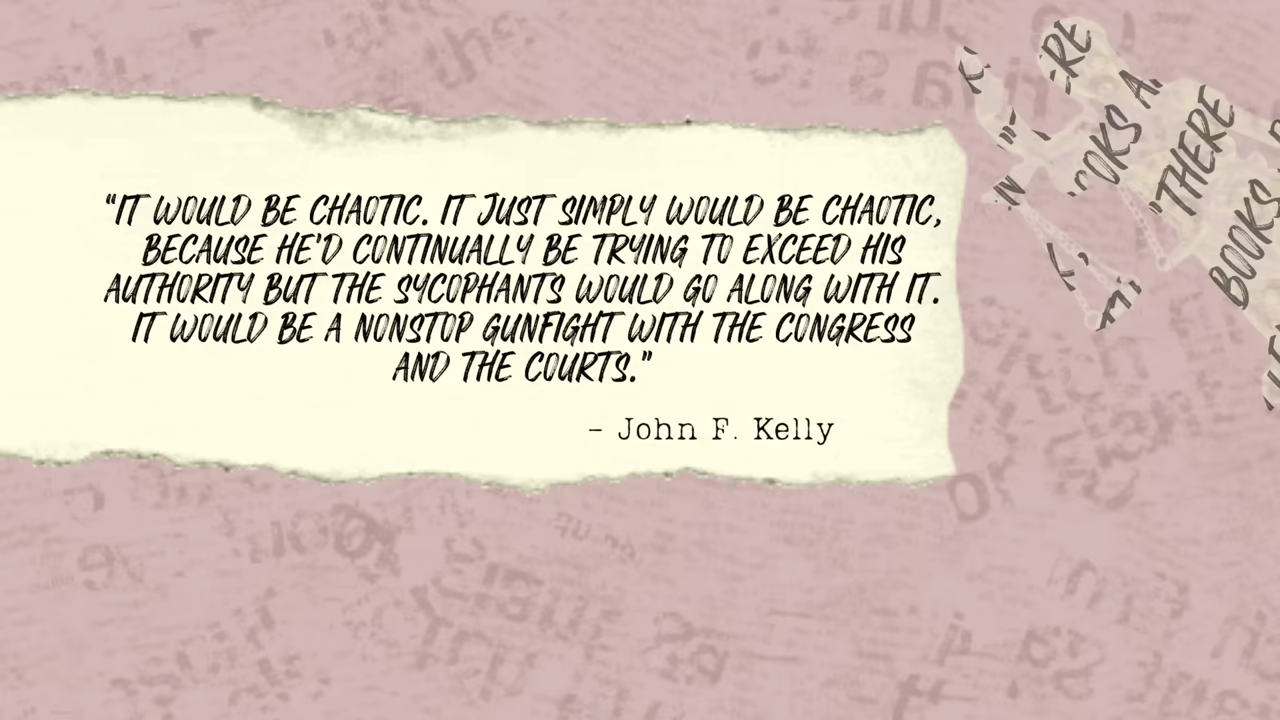 "IT WOULD BE CHAOTIC. IT JUST SIMPLY WOULD BE CHAOTIC,
BECAUSE HE'D CONTINUALLY BE TRYING TO EXCEED HIS
AUTHORITY BUT THE SYCOPHANTS WOULD GO ALONG WITH IT.
IT WOULD BE A NONSTOP GUNFIGHT WITH THE CONGRESS
AND THE COURTS."
– John F. Kelly
"THERE
BOOKS